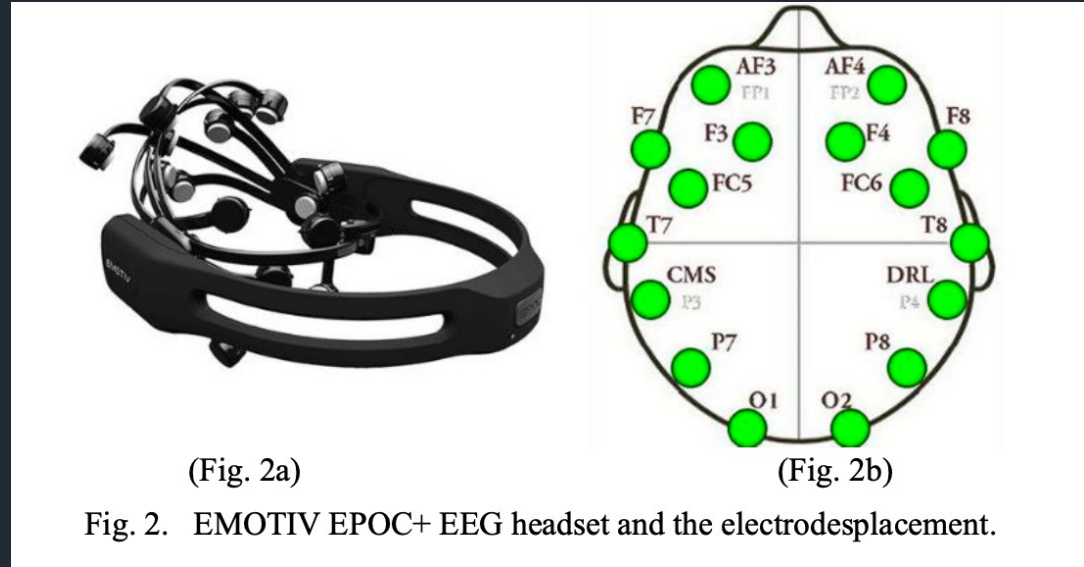 EMOTIV
AF3 AF4
FP1 FP2
F7 F8
F3 F4
FC5 FC6
T7 T8
CMS DRL
P3 P4
P7 P8
O1 O2
(Fig. 2a) (Fig. 2b)
Fig. 2. EMOTIV EPOC+ EEG headset and the electrodesplacement.